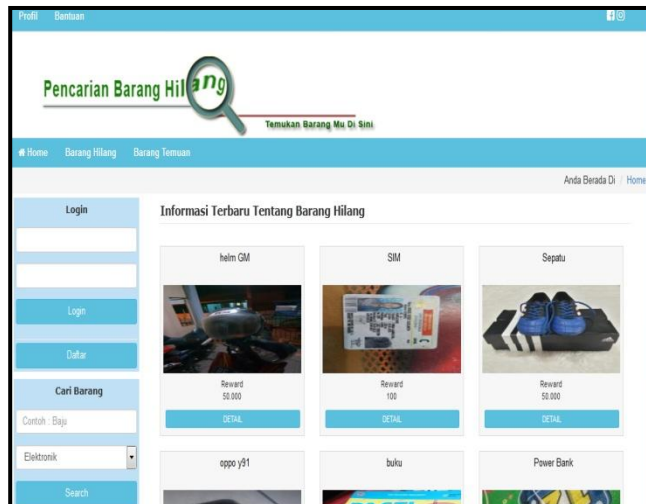 Profil Bantuan
Pencarian Barang Hilang
Temukan Barang Mu Di Sini
Home Barang Hilang Barang Temuan
Anda Berada Di / Home
Login
Login
Daftar
Cari Barang
Contoh : Baju
Elektronik
Search
Informasi Terbaru Tentang Barang Hilang
helm GM
Reward
50.000
DETAIL
SIM
Reward
100
DETAIL
Sepatu
Reward
50.000
DETAIL
oppo y91
buku
Power Bank